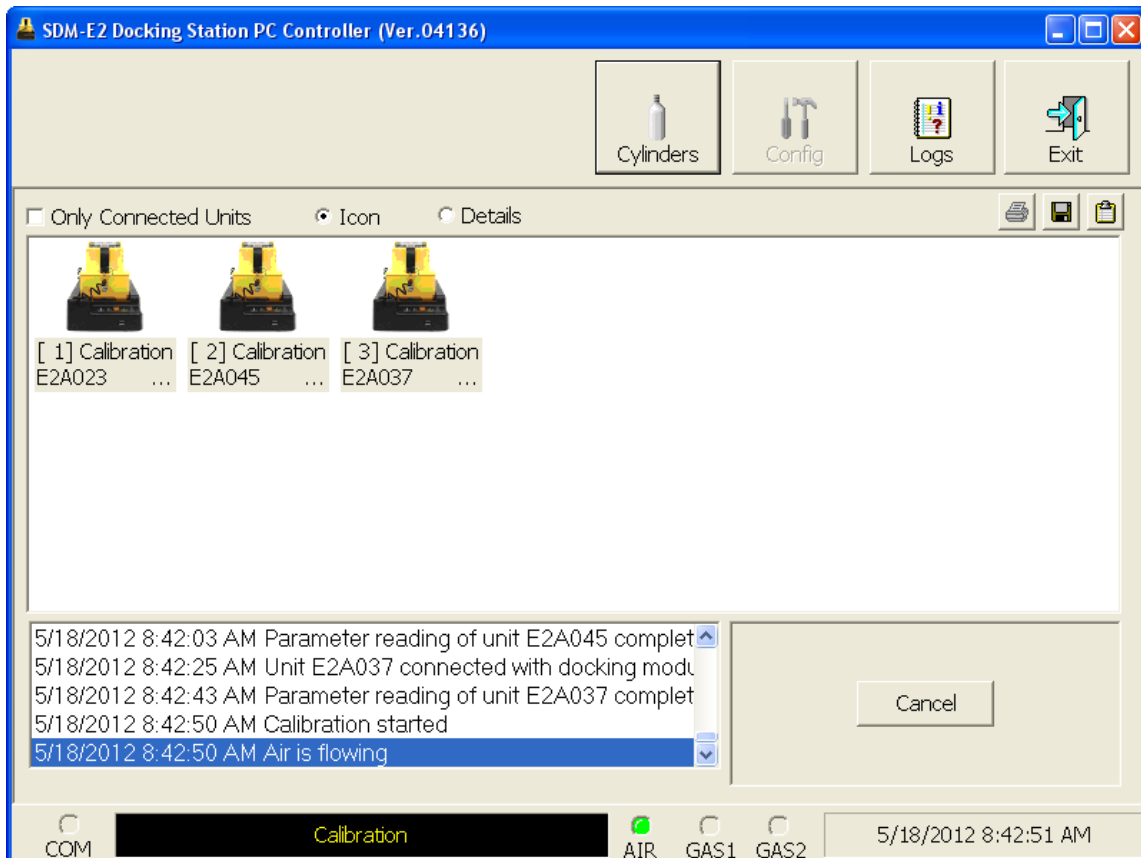 SDM-E2 Docking Station PC Controller (Ver.04136)
Cylinders
Config
Logs
Exit
Only Connected Units
Icon
Details
[ 1] Calibration
E2A023 ...
[ 2] Calibration
E2A045 ...
[ 3] Calibration
E2A037 ...
5/18/2012 8:42:03 AM Parameter reading of unit E2A045 complet
5/18/2012 8:42:25 AM Unit E2A037 connected with docking modu
5/18/2012 8:42:43 AM Parameter reading of unit E2A037 complet
5/18/2012 8:42:50 AM Calibration started
5/18/2012 8:42:50 AM Air is flowing
Cancel
COM
Calibration
AIR
GAS1
GAS2
5/18/2012 8:42:51 AM